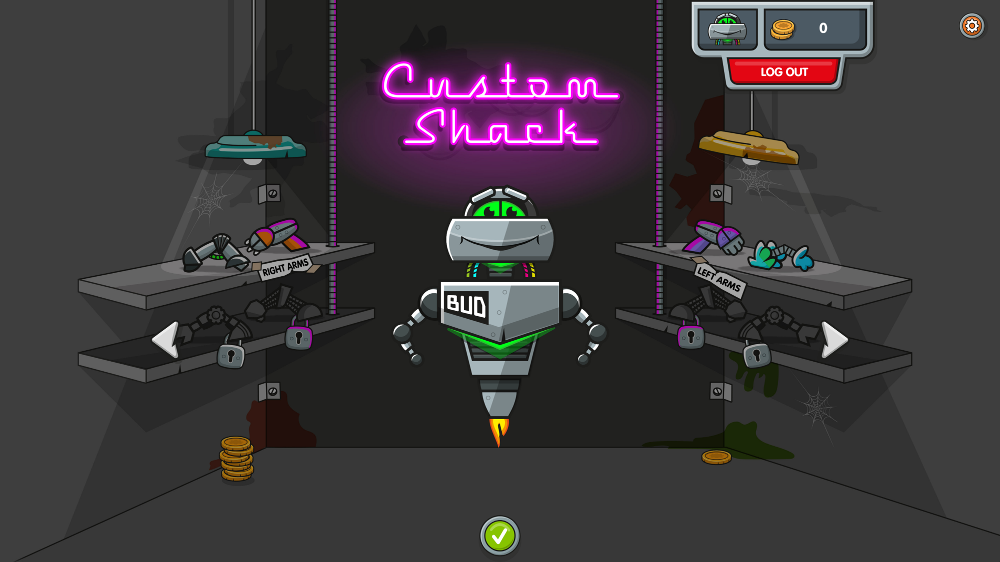 0
LOG OUT
Custom
Shack
RIGHT ARMS
LEFT ARMS
BUD